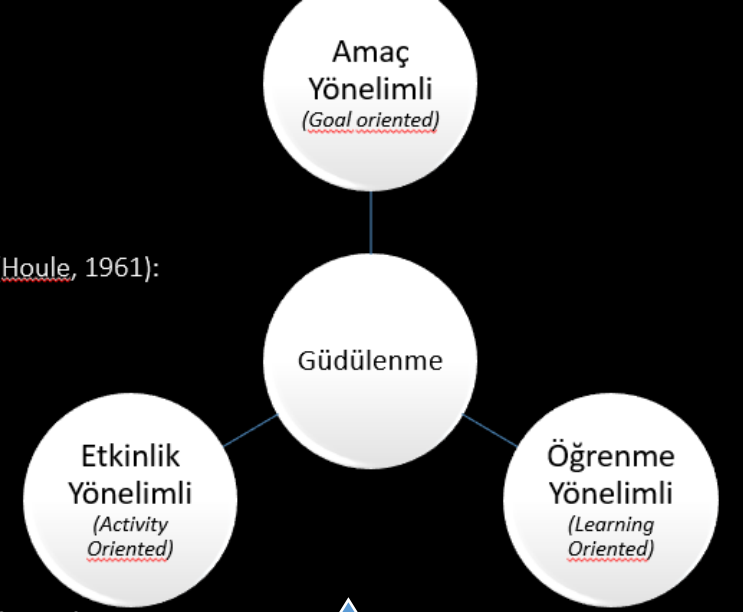 Amaç
Yönelimli
(Goal oriented)
Houle, 1961):
Güdülenme
Etkinlik
Yönelimli
(Activity
Oriented)
Öğrenme
Yönelimli
(Learning
Oriented)